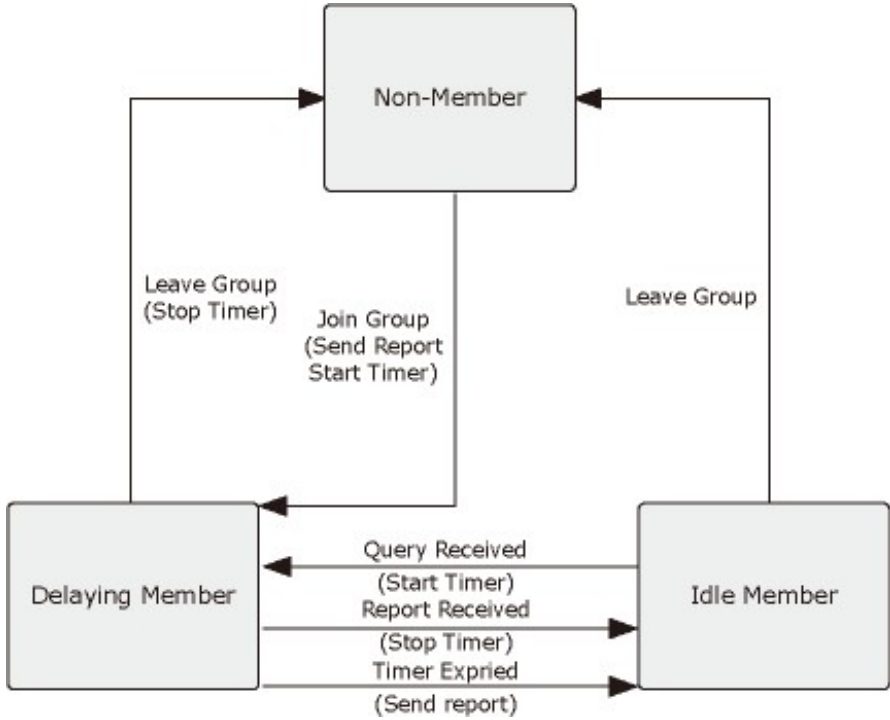 Non-Member
Leave Group
(Stop Timer)
Join Group
(Send Report
Start Timer)
Leave Group
Delaying Member
Query Received
(Start Timer)
Report Received
(Stop Timer)
Timer Expried
(Send report)
Idle Member